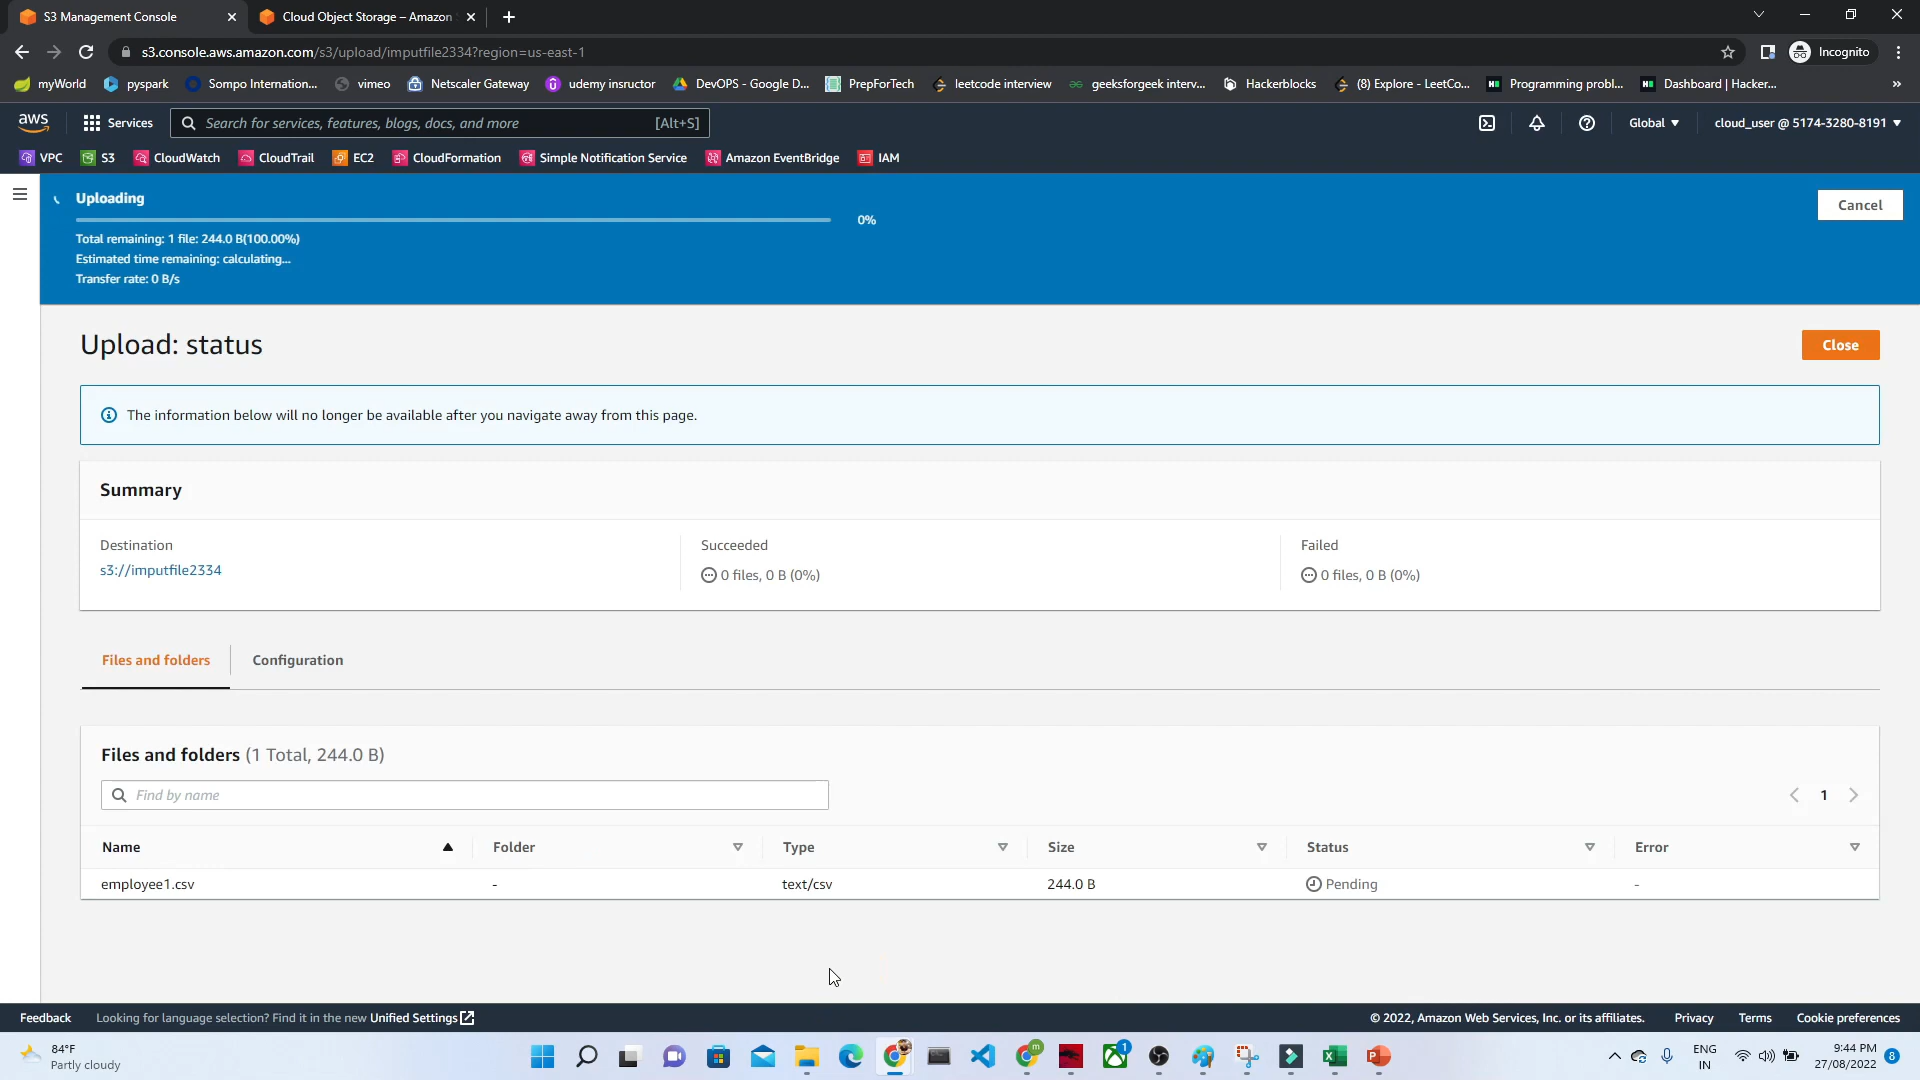 S3 Management Console
Cloud Object Storage – Amazon
s3.console.aws.amazon.com/s3/upload/imputfile2334?region=us-east-1
Incognito
myWorld
pyspark
Sompo Internation...
vimeo
Netscaler Gateway
udemy insructor
DevOPS - Google D...
PrepForTech
leetcode interview
geeksforgeek interv...
Hackerblocks
(8) Explore - LeetCo...
Programming probl...
Dashboard | Hacker...
»
aws
Services
Search for services, features, blogs, docs, and more
[Alt+S]
Global
cloud_user @ 5174-3280-8191
VPC
S3
CloudWatch
CloudTrail
EC2
CloudFormation
Simple Notification Service
Amazon EventBridge
IAM
Uploading
0%
Cancel
Total remaining: 1 file: 244.0 B(100.00%)
Estimated time remaining: calculating...
Transfer rate: 0 B/s
Upload: status
Close
The information below will no longer be available after you navigate away from this page.
Summary
Destination
s3://imputfile2334
Succeeded
0 files, 0 B (0%)
Failed
0 files, 0 B (0%)
Files and folders
Configuration
Files and folders (1 Total, 244.0 B)
Find by name
1
Name
Folder
Type
Size
Status
Error
employee1.csv
-
text/csv
244.0 B
Pending
-
Feedback
Looking for language selection? Find it in the new Unified Settings
© 2022, Amazon Web Services, Inc. or its affiliates.
Privacy
Terms
Cookie preferences
84°F
Partly cloudy
m
1
ENG
IN
9:44 PM
27/08/2022
8